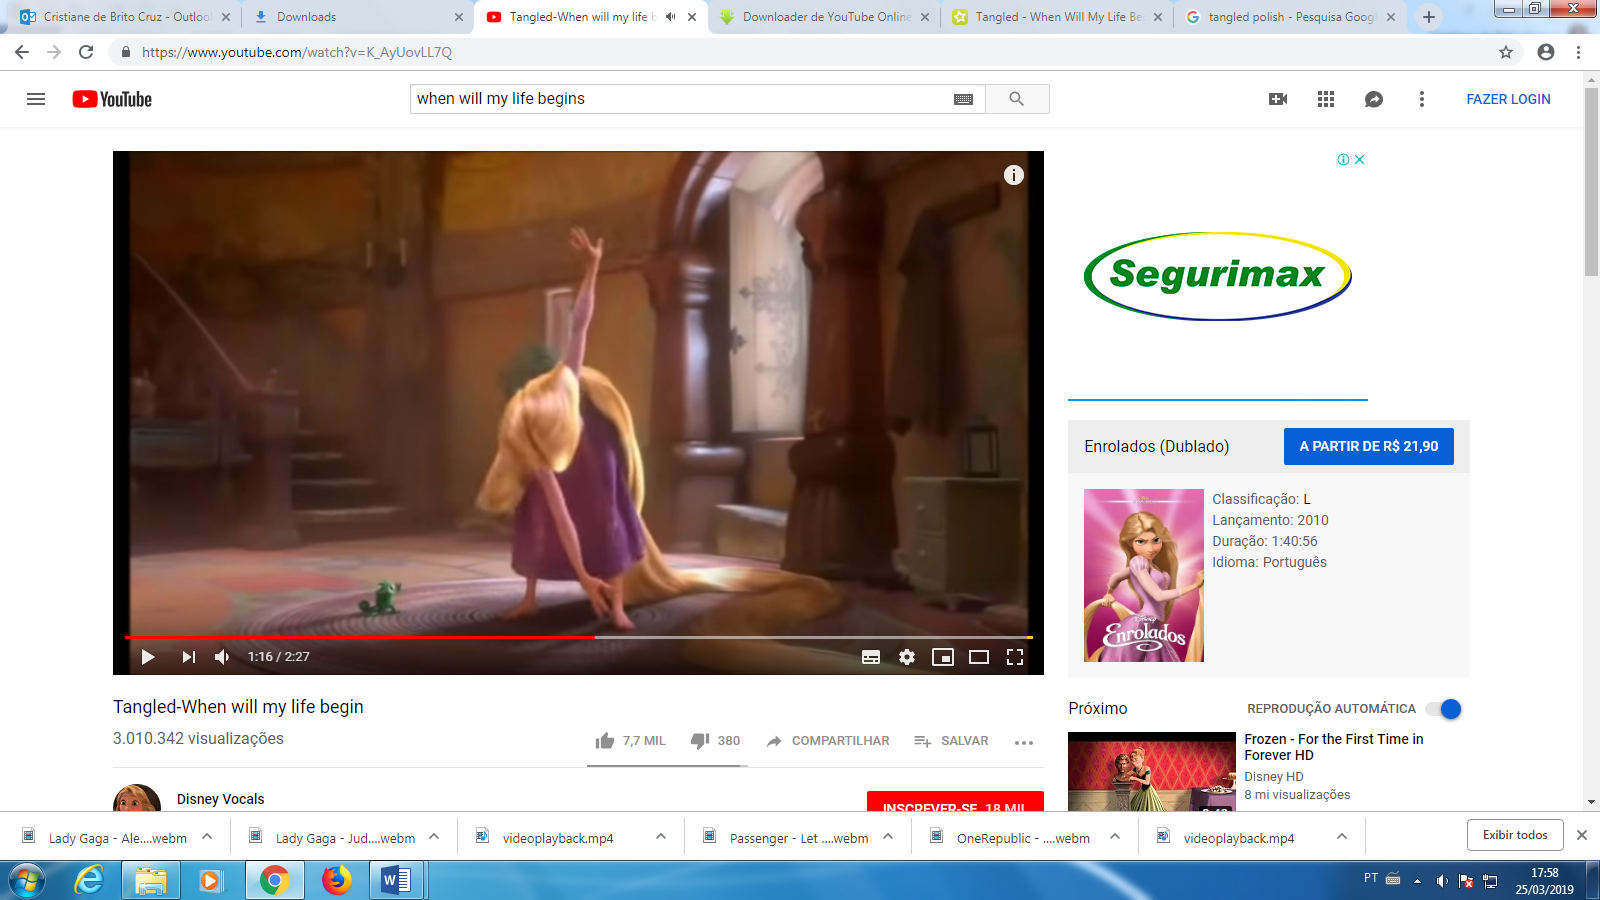 Cristiane de Brito Cruz - Outlook
Downloads
Tangled-When will my life b
Downloader de YouTube Online
Tangled - When Will My Life Be
tangled polish - Pesquisa Goog
https://www.youtube.com/watch?v=K_AyUovLL7Q
YouTube
when will my life begins
FAZER LOGIN
Segurimax
Enrolados (Dublado)
A PARTIR DE R$ 21,90
Classificação: L
Lançamento: 2010
Duração: 1:40:56
Idioma: Português
Disney
Enrolados
1:16 / 2:27
Tangled-When will my life begin
3.010.342 visualizações
7,7 MIL
380
COMPARTILHAR
SALVAR
Próximo
REPRODUÇÃO AUTOMÁTICA
Frozen - For the First Time in
Forever HD
Disney HD
8 mi visualizações
Disney Vocals
INSCREVER-SE 18 MIL
Lady Gaga - Ale....webm
Lady Gaga - Jud....webm
videoplayback.mp4
Passenger - Let ....webm
OneRepublic - ....webm
videoplayback.mp4
Exibir todos
PT
17:58
25/03/2019